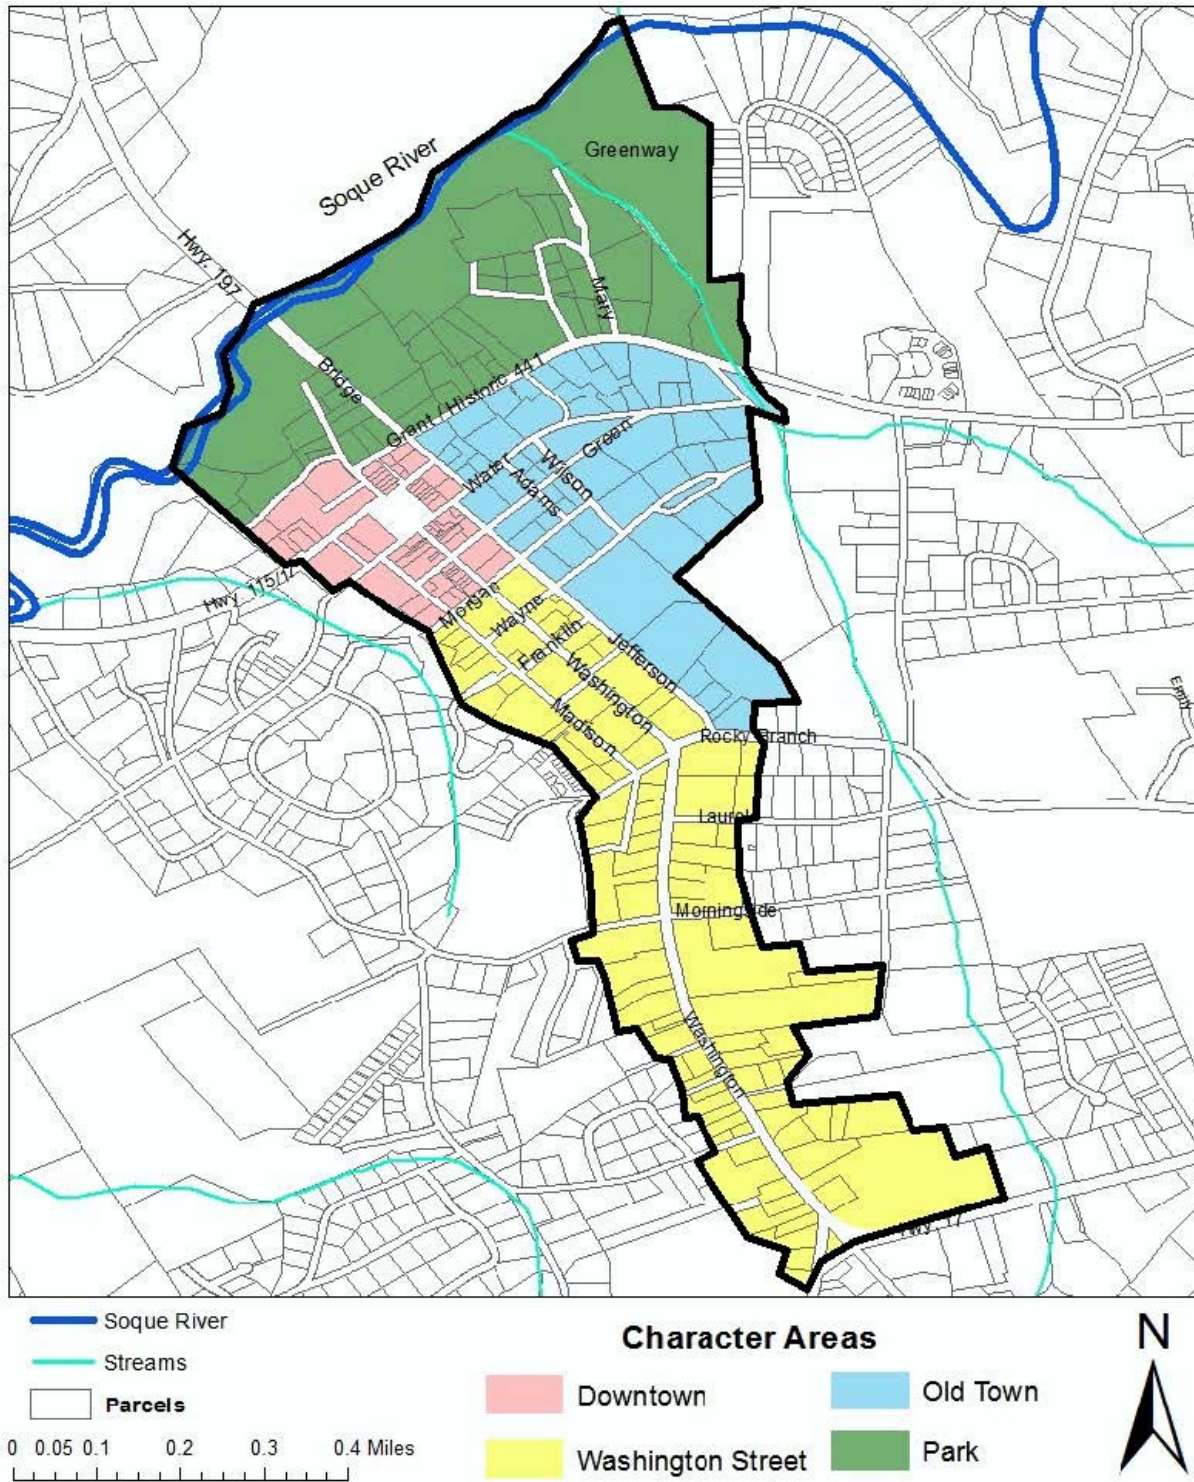 Greenway
Soque River
Hwy. 197
Mary
Bridge
Grant / Historic 441
Green
Water
Wilson
Adams
Hwy. 115/17
Morgan
Wayne
Franklin
Jefferson
Washington
Madison
Emily
Rocky Branch
Laurel
Morningside
Washington
Hwy. 17
Soque River
Streams
Parcels
0 0.05 0.1 0.2 0.3 0.4 Miles
Character Areas
Downtown
Old Town
Washington Street
Park
N